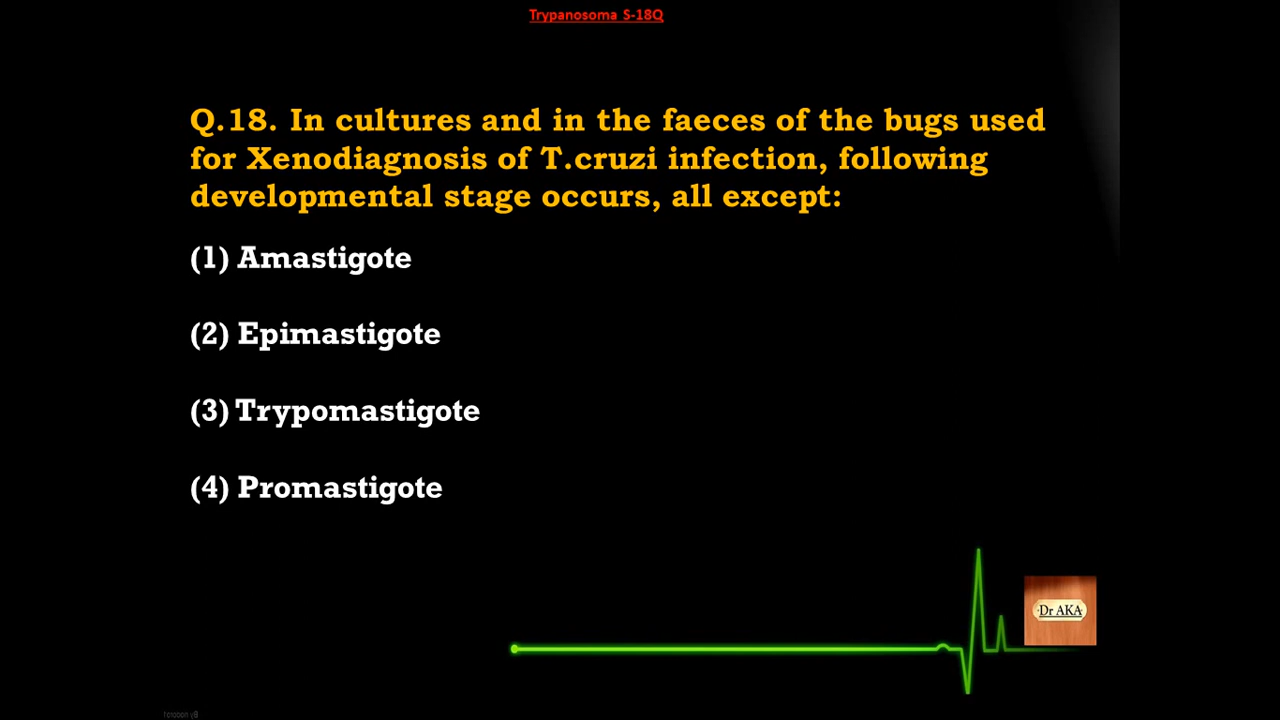 Trypanosoma S-18Q
Q.18. In cultures and in the faeces of the bugs used
for Xenodiagnosis of T.cruzi infection, following
developmental stage occurs, all except:
(1) Amastigote
(2) Epimastigote
(3) Trypomastigote
(4) Promastigote
Dr AKA